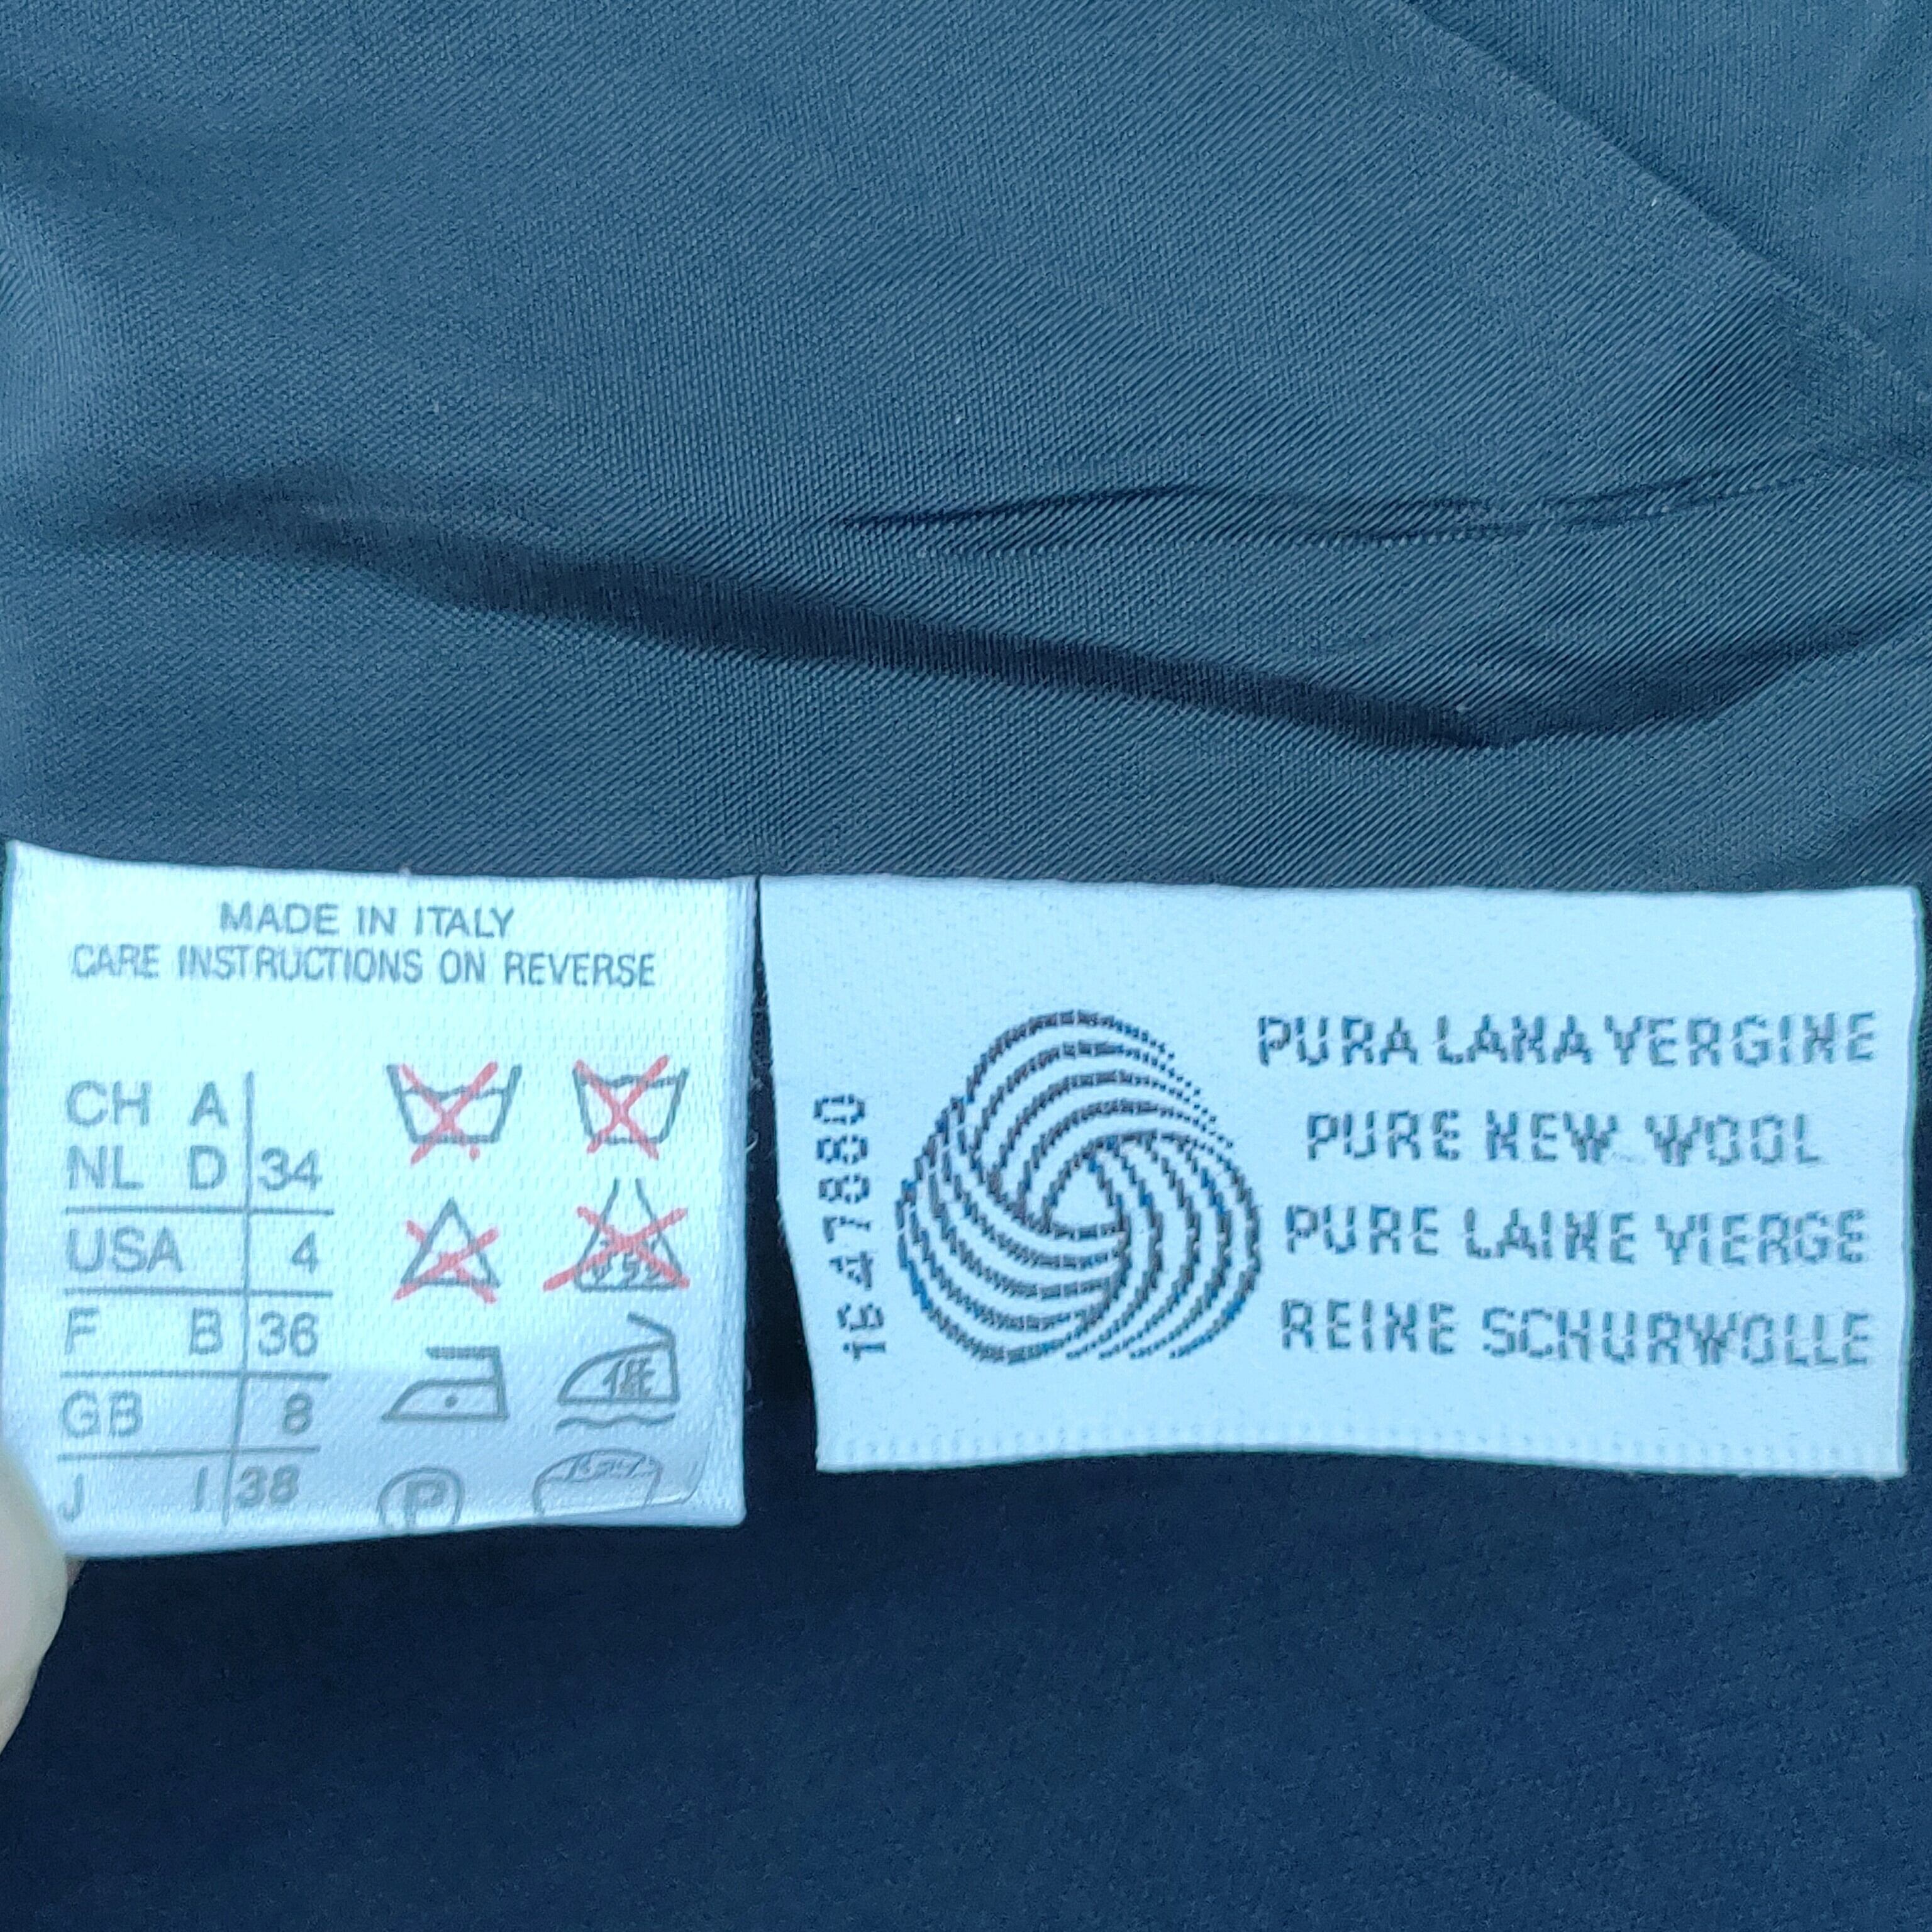 MADE IN ITALY
CARE INSTRUCTIONS ON REVERSE
CH A
NL D 34
USA 4
F B 36
GB 8
J I 38
P
1647880
PURA LANA VERGINE
PURE NEW WOOL
PURE LAINE VIERGE
REINE SCHURWOLLE